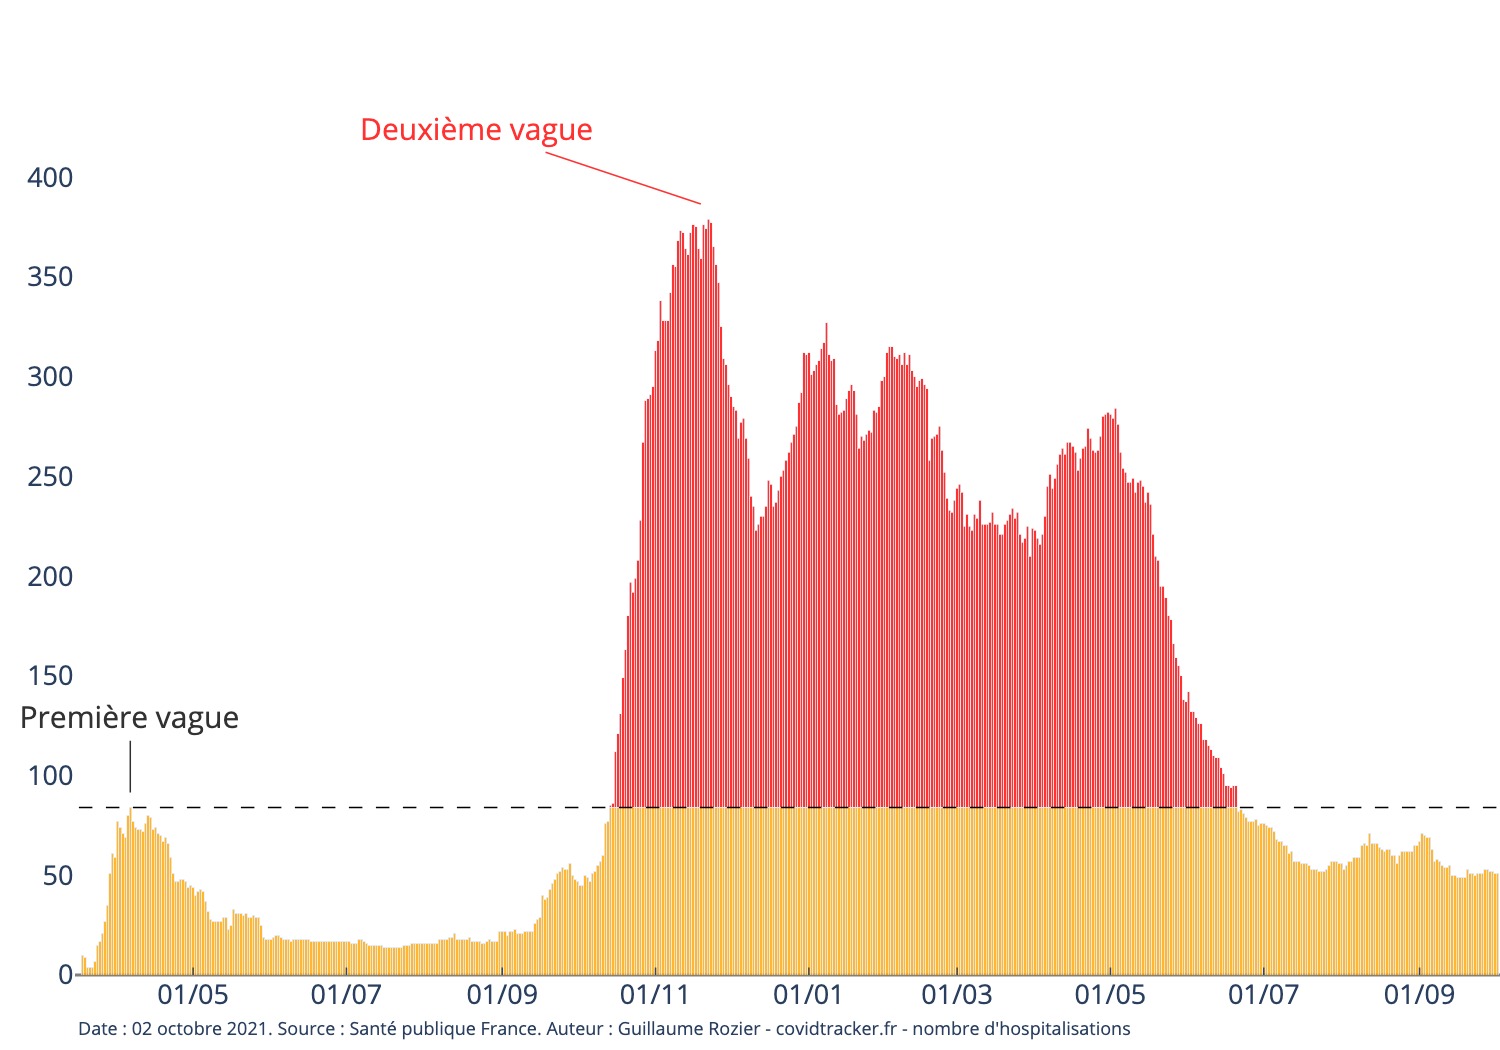 Deuxième vague
400
350
300
250
200
150
Première vague
100
50
0
01/05 01/07 01/09 01/11 01/01 01/03 01/05 01/07 01/09
Date : 02 octobre 2021. Source : Santé publique France. Auteur : Guillaume Rozier - covidtracker.fr - nombre d'hospitalisations